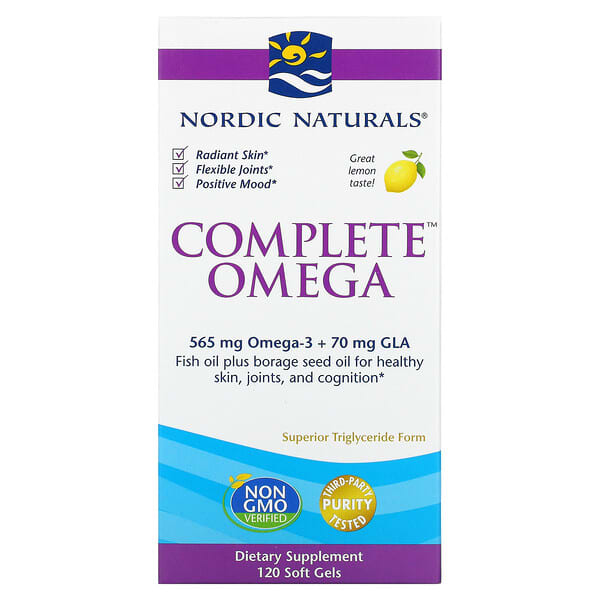 NORDIC NATURALS®
Radiant Skin*
Flexible Joints*
Positive Mood*
Great
lemon
taste!
COMPLETE™
OMEGA
565 mg Omega-3 + 70 mg GLA
Fish oil plus borage seed oil for healthy
skin, joints, and cognition*
Superior Triglyceride Form
NON
GMO
VERIFIED
THIRD-PARTY
PURITY
TESTED
Dietary Supplement
120 Soft Gels